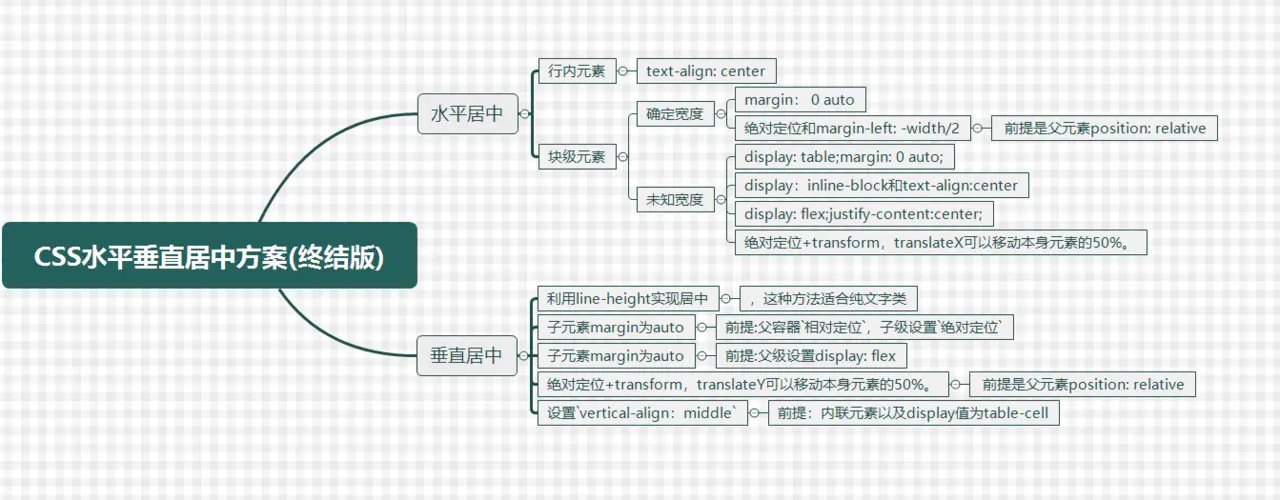 CSS水平垂直居中方案(终结版)
水平居中
行内元素
text-align: center
块级元素
确定宽度
margin： 0 auto
绝对定位和margin-left: -width/2
前提是父元素position: relative
未知宽度
display: table;margin: 0 auto;
display：inline-block和text-align:center
display: flex;justify-content:center;
绝对定位+transform，translateX可以移动本身元素的50%。
垂直居中
利用line-height实现居中
，这种方法适合纯文字类
子元素margin为auto
前提:父容器`相对定位`，子级设置`绝对定位`
子元素margin为auto
前提:父级设置display: flex
绝对定位+transform，translateY可以移动本身元素的50%。
前提是父元素position: relative
设置`vertical-align：middle`
前提：内联元素以及display值为table-cell